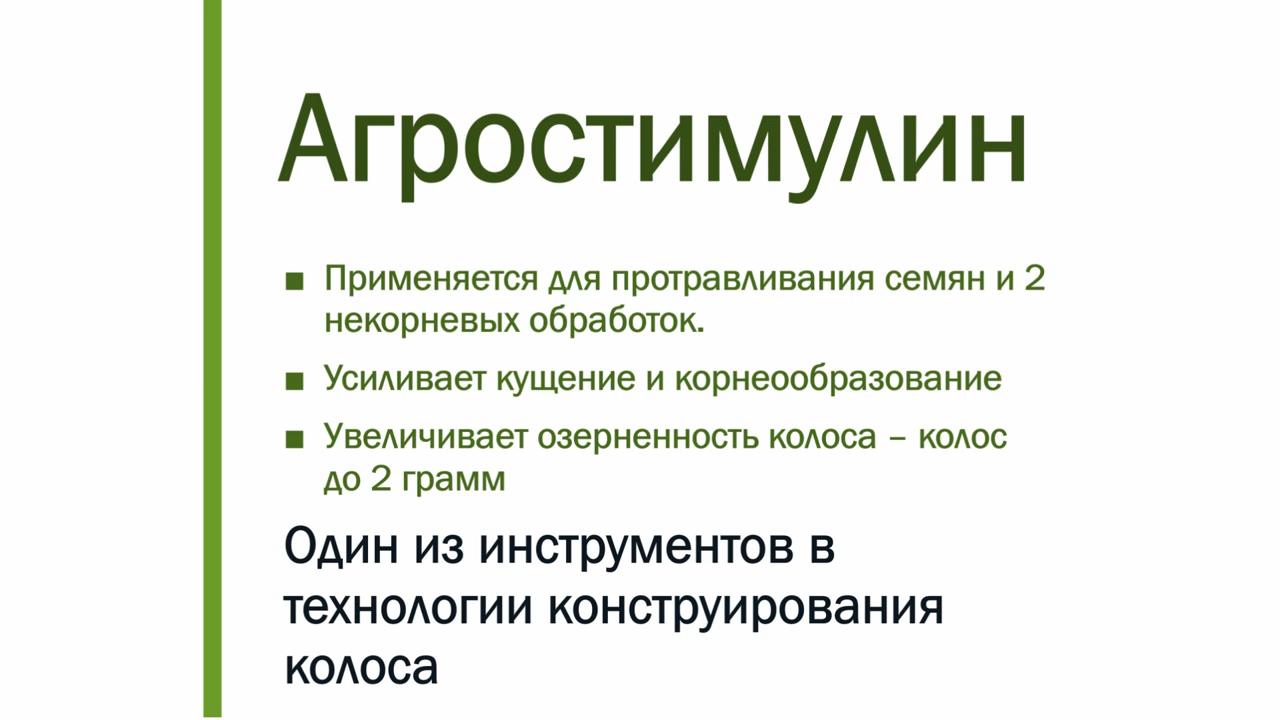 Агростимулин
■ Применяется для протравливания семян и 2
некорневых обработок.
■ Усиливает кущение и корнеообразование
■ Увеличивает озерненность колоса – колос
до 2 грамм
Один из инструментов в
технологии конструирования
колоса